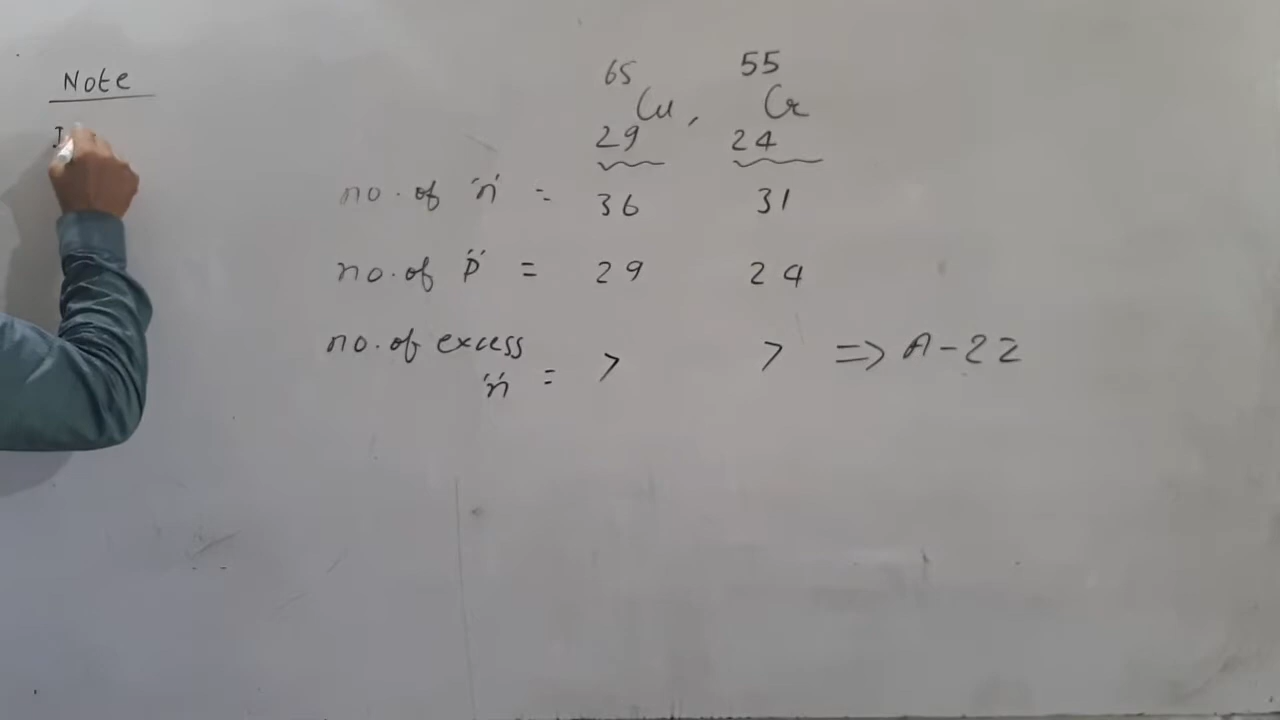 Note
I
65 55
Cu, Cr
29 24
no. of "n" = 36 31
no. of "p" = 29 24
no. of excess
"n" = 7 7 => A-2Z